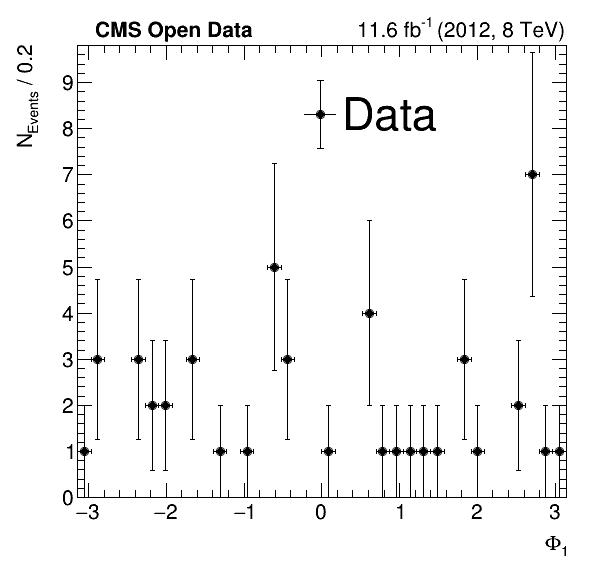 CMS Open Data 11.6 fb⁻¹ (2012, 8 TeV)
N_Events / 0.2
Data
9
8
7
6
5
4
3
2
1
0
−3 −2 −1 0 1 2 3
Φ₁